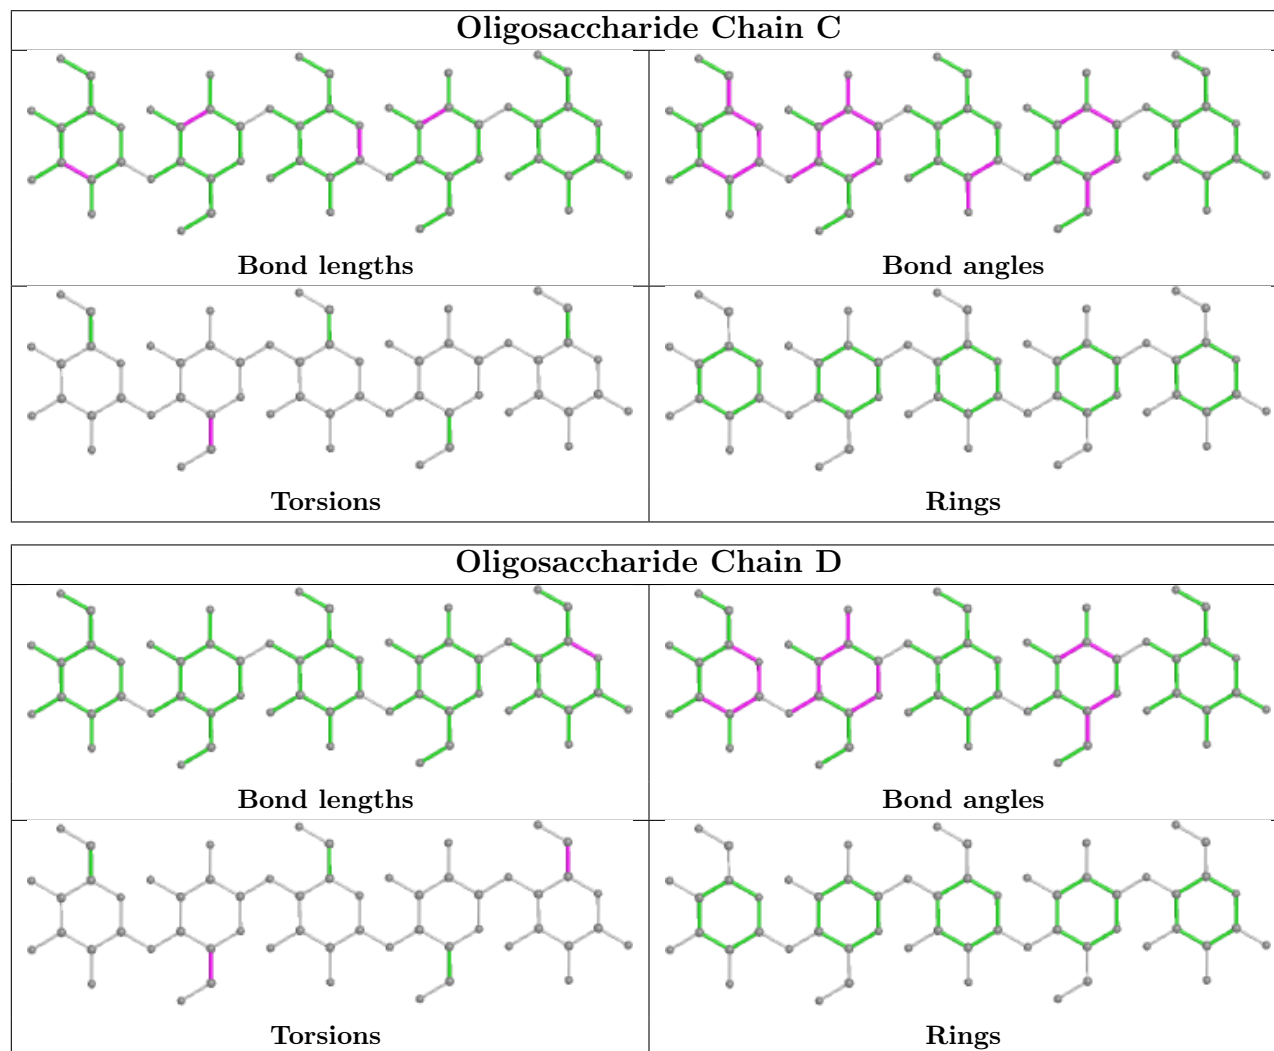 Oligosaccharide Chain C
Bond lengths
Bond angles
Torsions
Rings
Oligosaccharide Chain D
Bond lengths
Bond angles
Torsions
Rings